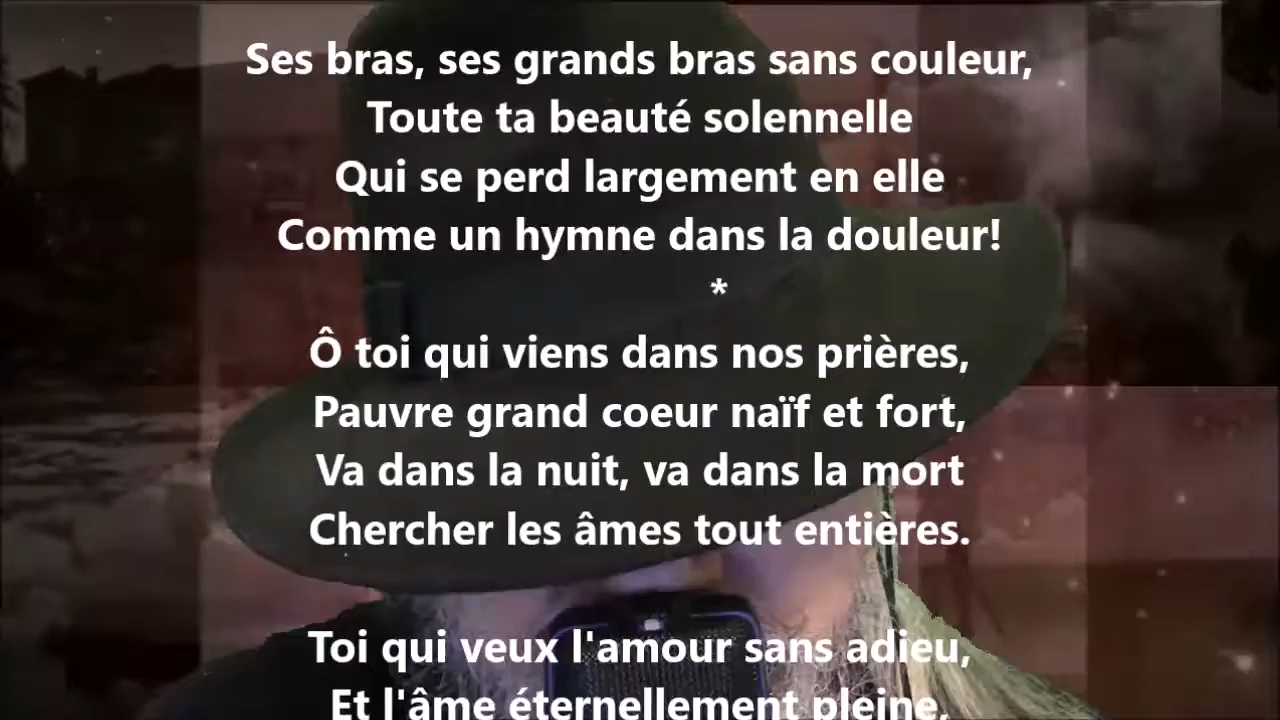 Ses bras, ses grands bras sans couleur,
Toute ta beauté solennelle
Qui se perd largement en elle
Comme un hymne dans la douleur!
*
Ô toi qui viens dans nos prières,
Pauvre grand coeur naïf et fort,
Va dans la nuit, va dans la mort
Chercher les âmes tout entières.
Toi qui veux l'amour sans adieu,
Et l'âme éternellement pleine,